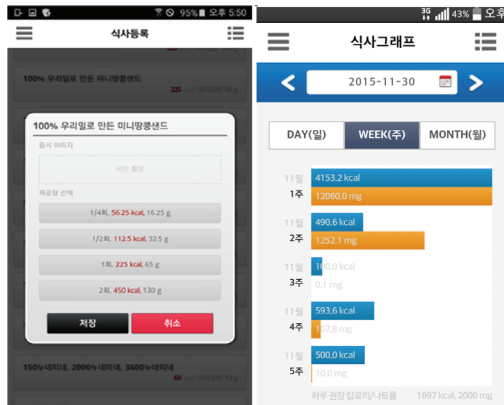 95% 오후 5:50
식사등록
100% 우리밀로 만든 미니땅콩샌드
225 kcal
100% 우리밀로 만든 미니땅콩샌드
음식 이미지
사진 촬영
제공량 선택
1/4회, 56.25 kcal, 16.25 g
1/2회, 112.5 kcal, 32.5 g
1회, 225 kcal, 65 g
2회, 450 kcal, 130 g
저장 취소
150누네띠네, 2000누네띠네, 3600누네띠네
3G 43% 오후
식사그래프
2015-11-30
DAY(일) WEEK(주) MONTH(월)
11월 4153.2 kcal
1주 12060.0 mg
11월 490.6 kcal
2주 1252.1 mg
11월 100.0 kcal
3주 0.1 mg
11월 593.6 kcal
4주 107.8 mg
11월 500.0 kcal
5주 10.0 mg
하루 권장 칼로리/나트륨 1697 kcal, 2000 mg